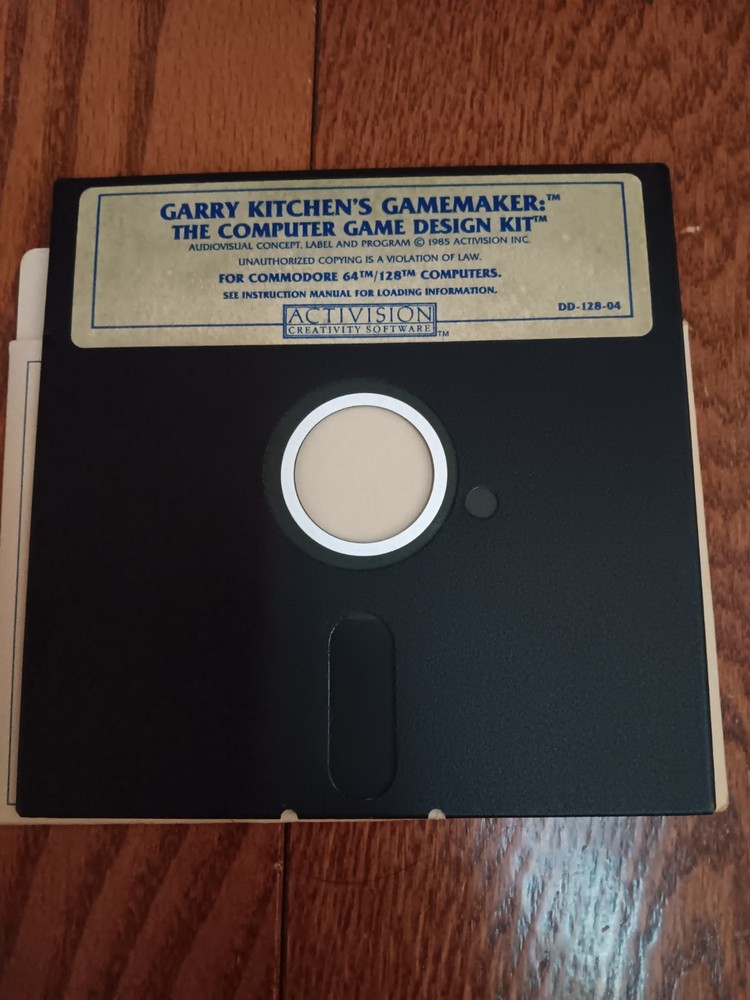 GARRY KITCHEN'S GAMEMAKER:™
THE COMPUTER GAME DESIGN KIT™
AUDIOVISUAL CONCEPT, LABEL AND PROGRAM © 1985 ACTIVISION INC.
UNAUTHORIZED COPYING IS A VIOLATION OF LAW.
FOR COMMODORE 64™/128™ COMPUTERS.
SEE INSTRUCTION MANUAL FOR LOADING INFORMATION.
DD-128-04
ACTIVISION
CREATIVITY SOFTWARE™